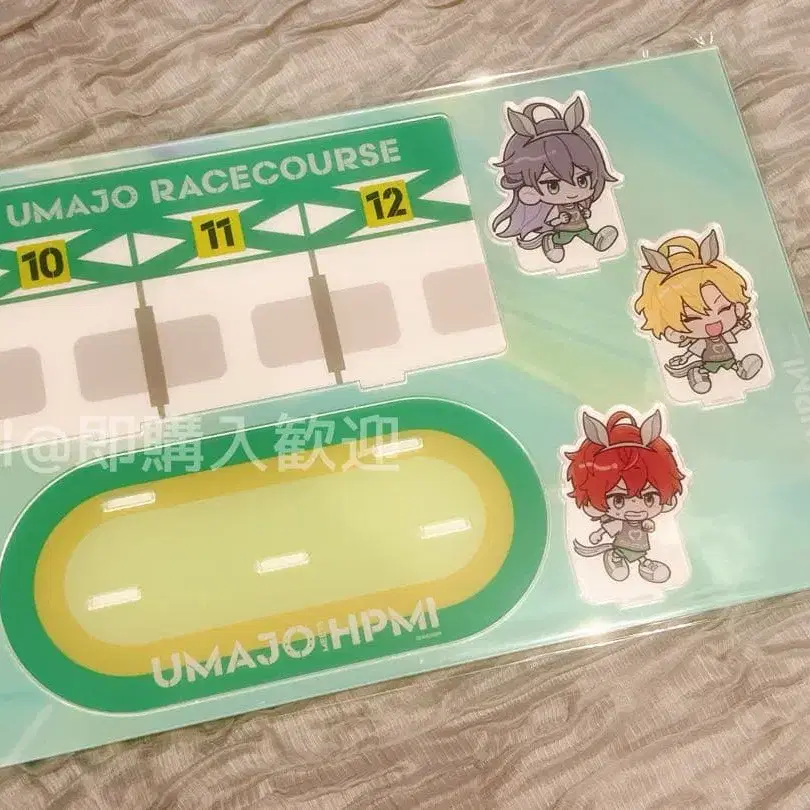 UMAJO RACECOURSE
10 11 12
@即購入歓迎
UMAJO HPMI